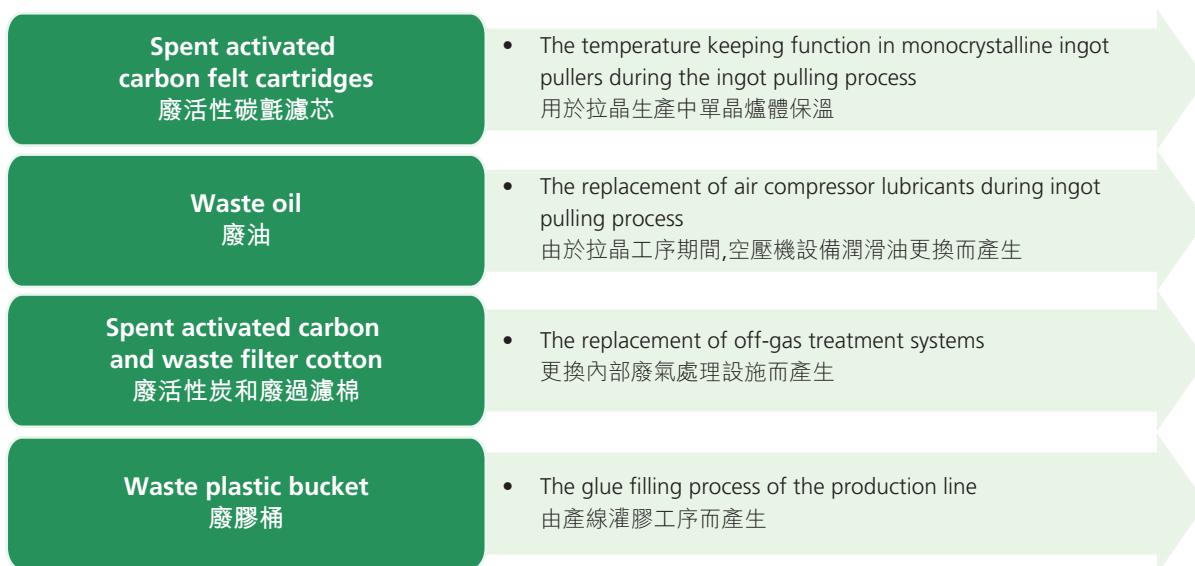 Spent activated
carbon felt cartridges
廢活性碳氈濾芯
• The temperature keeping function in monocrystalline ingot
pullers during the ingot pulling process
用於拉晶生產中單晶爐體保溫
Waste oil
廢油
• The replacement of air compressor lubricants during ingot
pulling process
由於拉晶工序期間,空壓機設備潤滑油更換而產生
Spent activated carbon
and waste filter cotton
廢活性炭和廢過濾棉
• The replacement of off-gas treatment systems
更換內部廢氣處理設施而產生
Waste plastic bucket
廢膠桶
• The glue filling process of the production line
由產線灌膠工序而產生